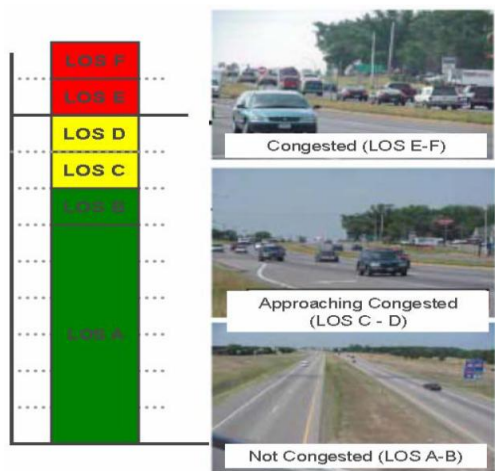 LOS F
LOS E
LOS D
LOS C
LOS B
LOS A
Congested (LOS E-F)
Approaching Congested
(LOS C - D)
Not Congested (LOS A-B)